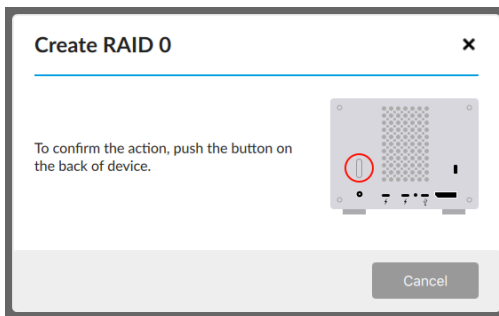 Create RAID 0
To confirm the action, push the button on
the back of device.
Cancel